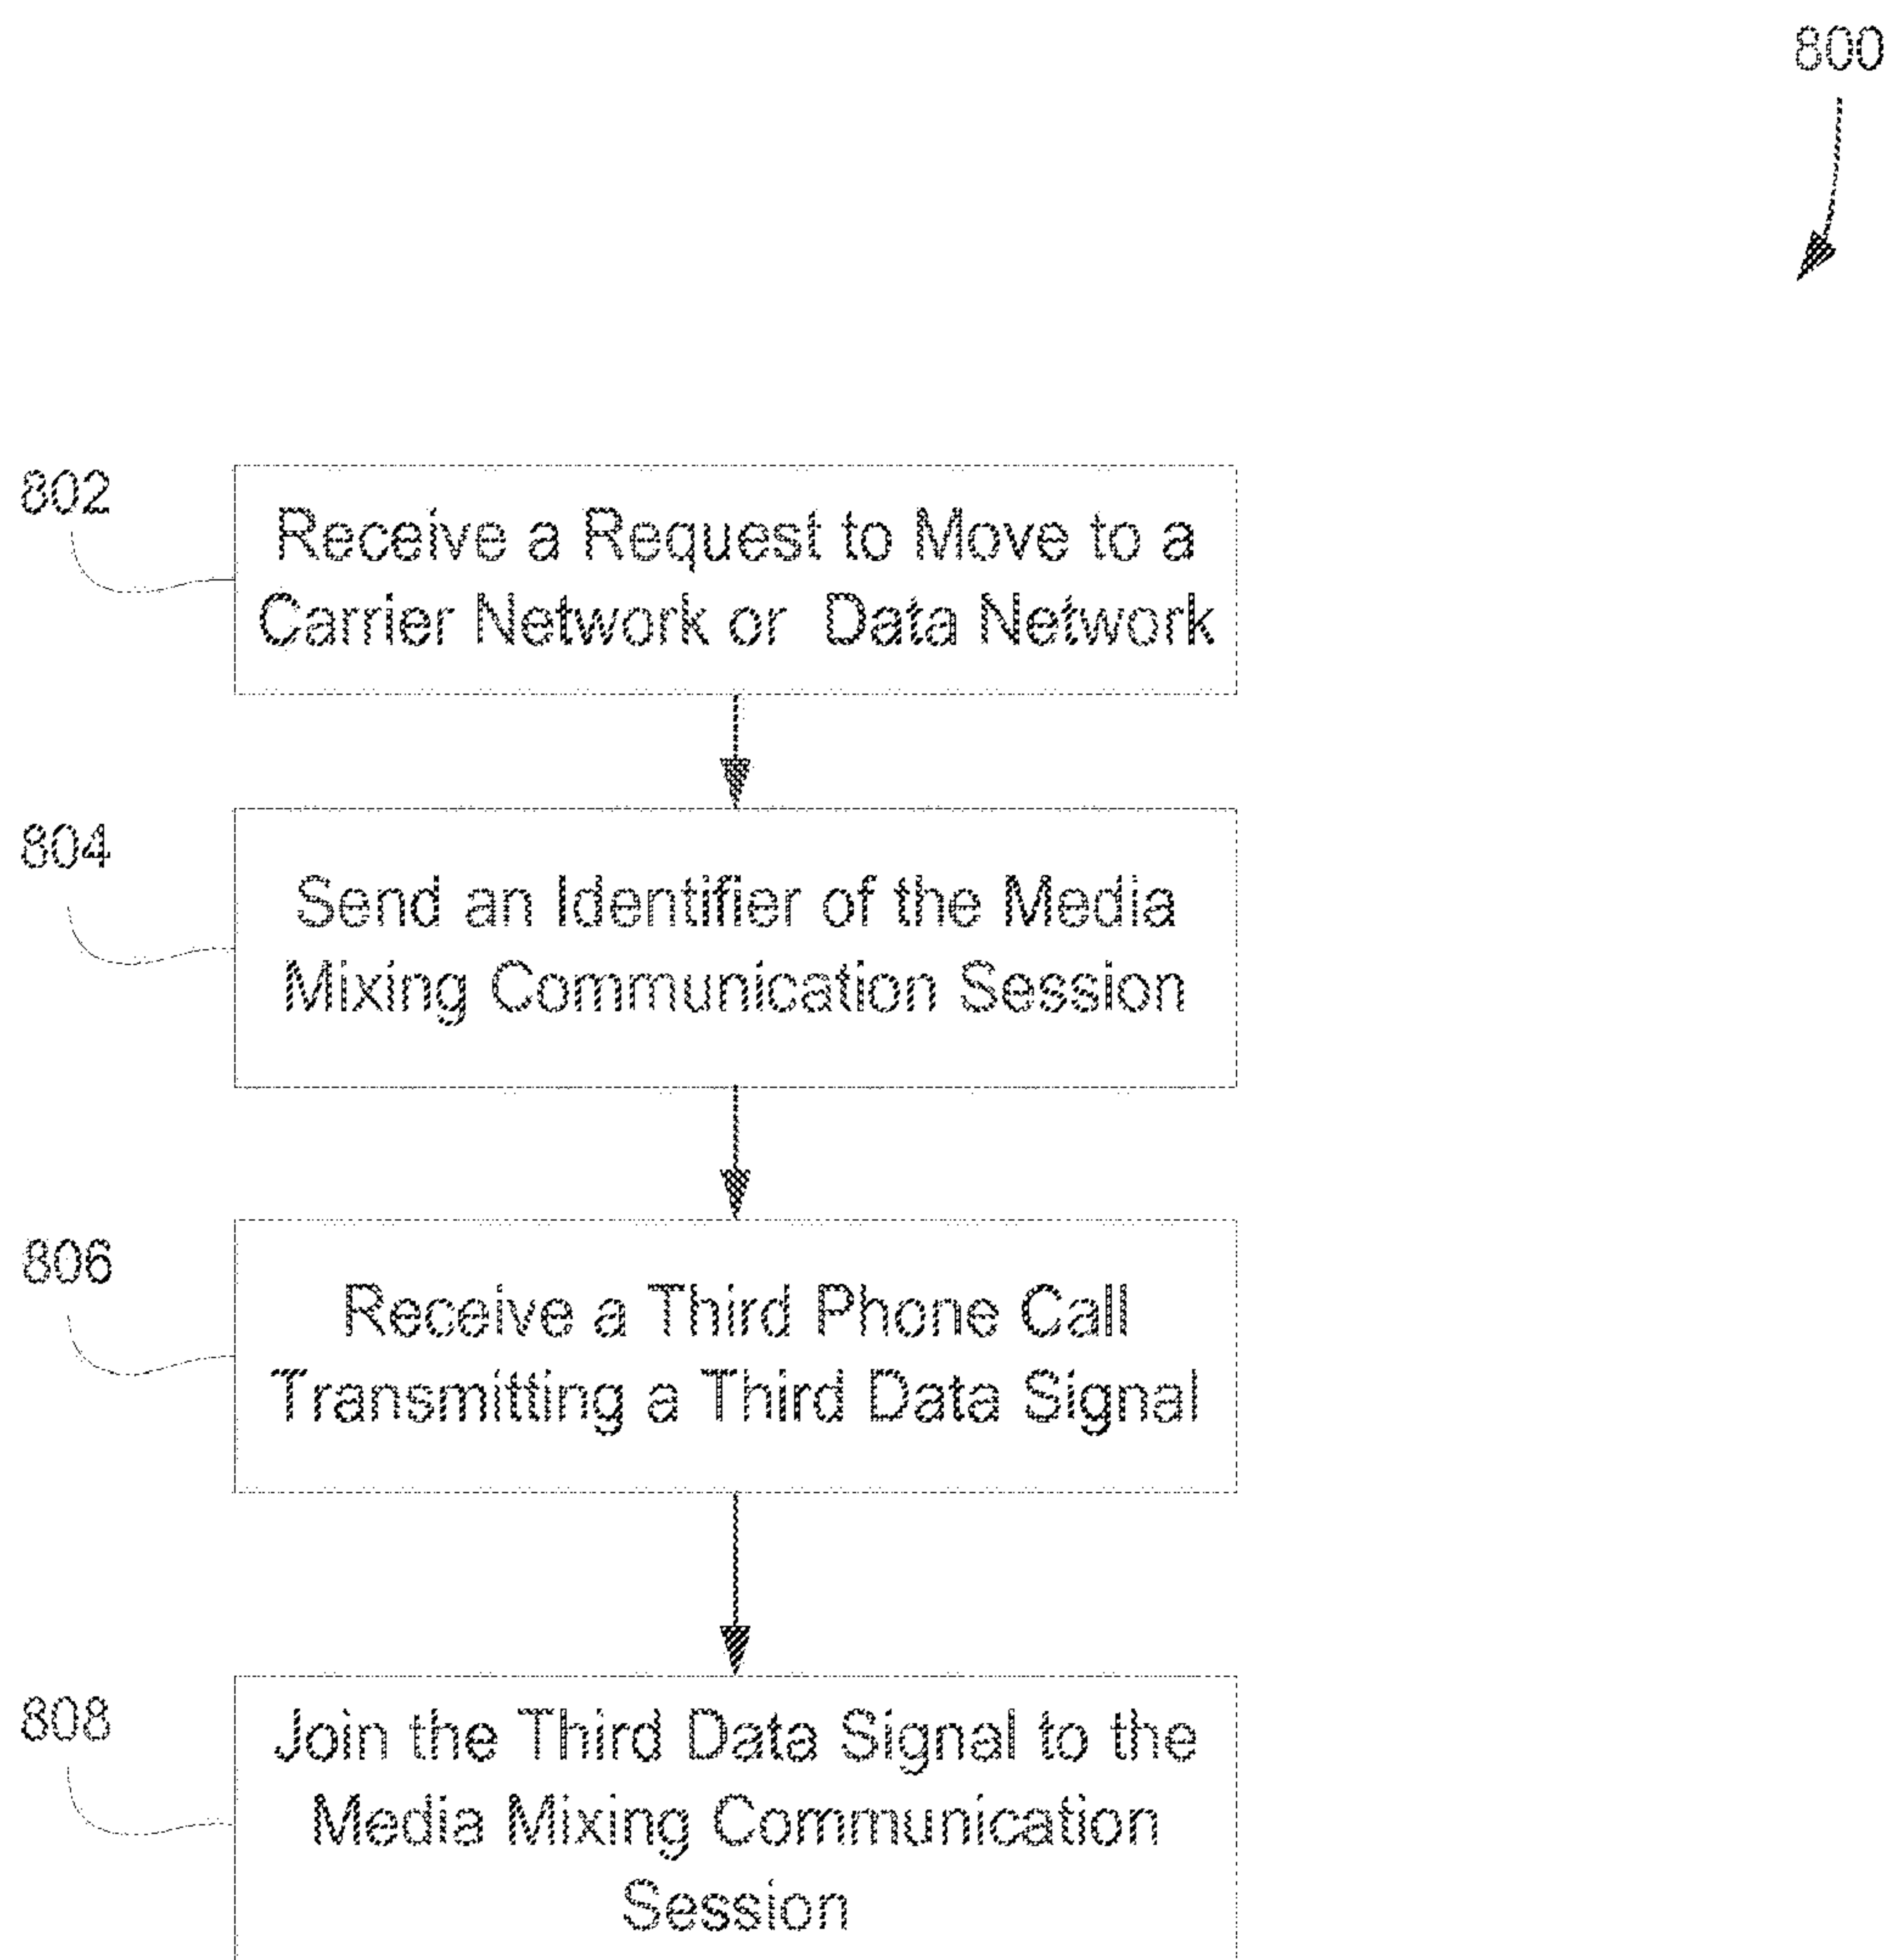 800
802
Receive a Request to Move to a
Carrier Network or Data Network
804
Send an Identifier of the Media
Mixing Communication Session
806
Receive a Third Phone Call
Transmitting a Third Data Signal
808
Join the Third Data Signal to the
Media Mixing Communication
Session